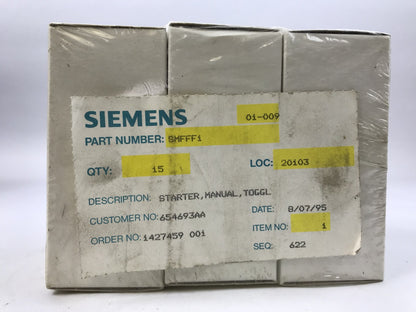 SIEMENS 01-009
PART NUMBER: SMFFF1
QTY: 15 LOC: 20103
DESCRIPTION: STARTER,MANUAL,TOGGL
CUSTOMER NO: 654693AA DATE: 8/07/95
ORDER NO: 1427459 001 ITEM NO: 1
SEQ: 622